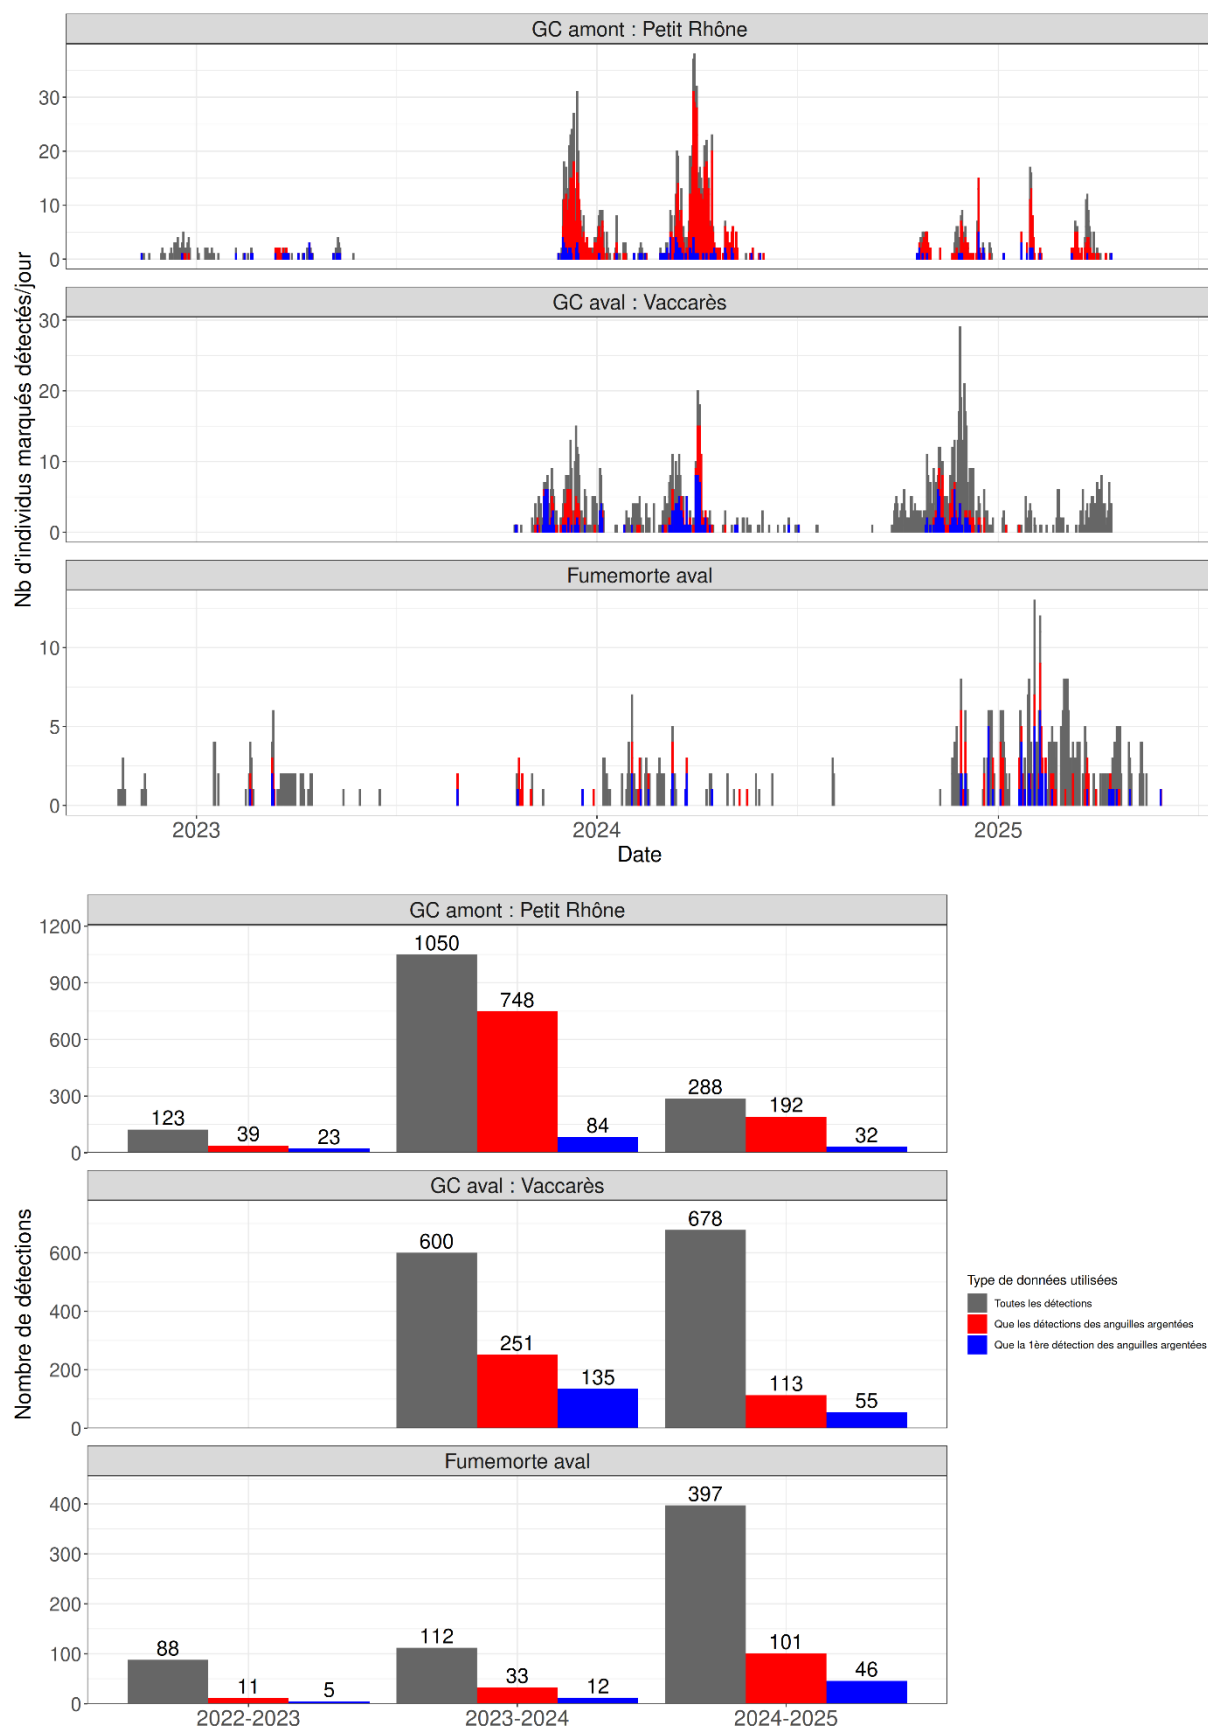 GC amont : Petit Rhône
30
20
10
0
GC aval : Vaccarès
30
20
10
0
Nb d'individus marqués détectés/jour
Fumemorte aval
10
5
0
2023 2024 2025
Date
GC amont : Petit Rhône
1200
900
600
300
0
1050
748
123 39 23
84
288 192 32
GC aval : Vaccarès
600
400
200
0
600 251 135
678 113 55
Nombre de détections
Type de données utilisées
Toutes les détections
Que les détections des anguilles argentées
Que la 1ère détection des anguilles argentées
Fumemorte aval
400
300
200
100
0
88 11 5
112 33 12
397 101 46
2022-2023 2023-2024 2024-2025